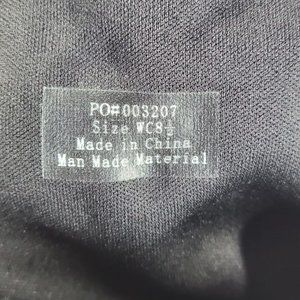 PO#003207
Size WC8½
Made in China
Man Made Material